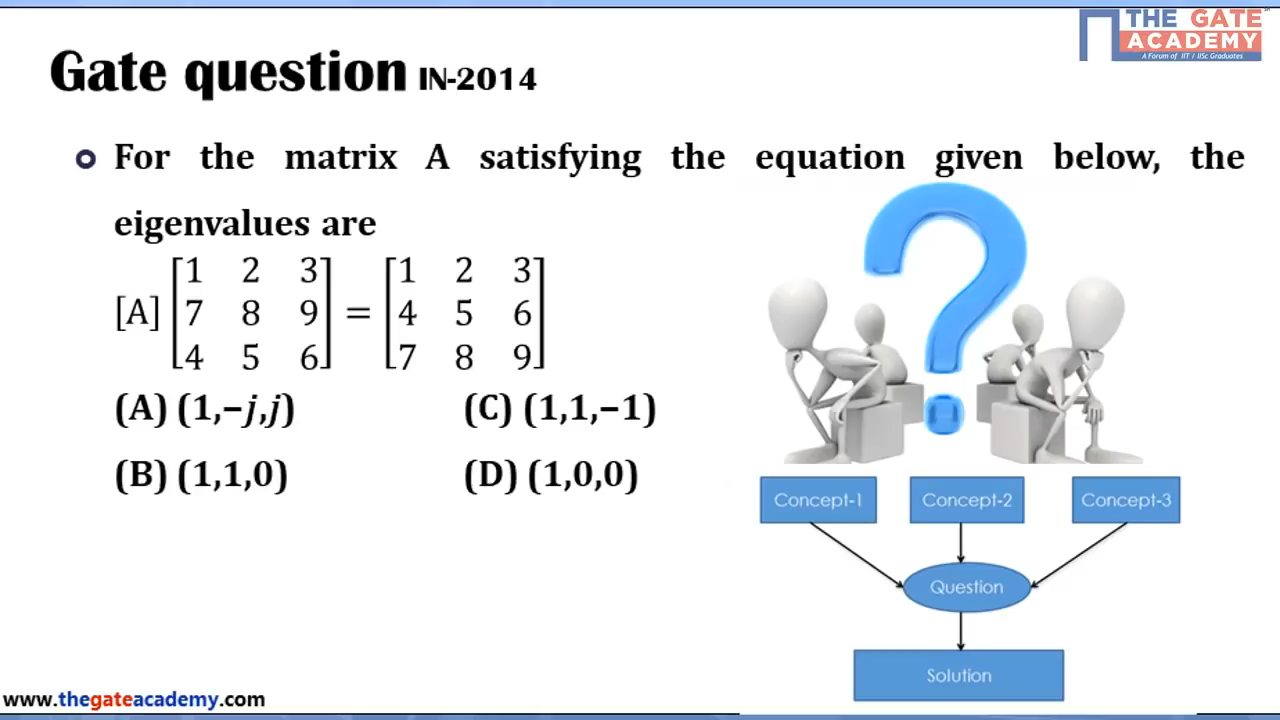 THE GATE
ACADEMY
A Forum of IIT / IISc Graduates
Gate question IN-2014
For the matrix A satisfying the equation given below, the
eigenvalues are
[A] [1 2 3; 7 8 9; 4 5 6] = [1 2 3; 4 5 6; 7 8 9]
(A) (1,−j,j) (C) (1,1,−1)
(B) (1,1,0) (D) (1,0,0)
Concept-1 Concept-2 Concept-3
Question
Solution
www.thegateacademy.com